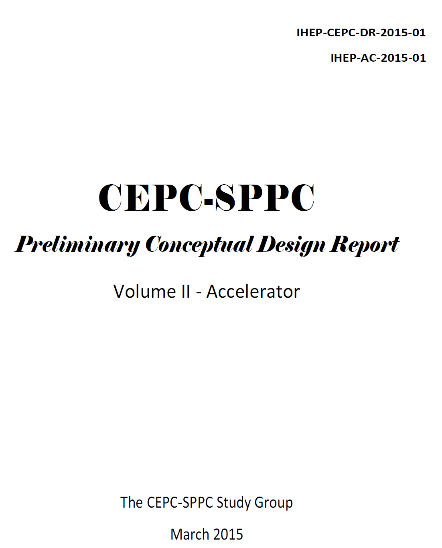 IHEP-CEPC-DR-2015-01
IHEP-AC-2015-01
CEPC-SPPC
Preliminary Conceptual Design Report
Volume II - Accelerator
The CEPC-SPPC Study Group
March 2015